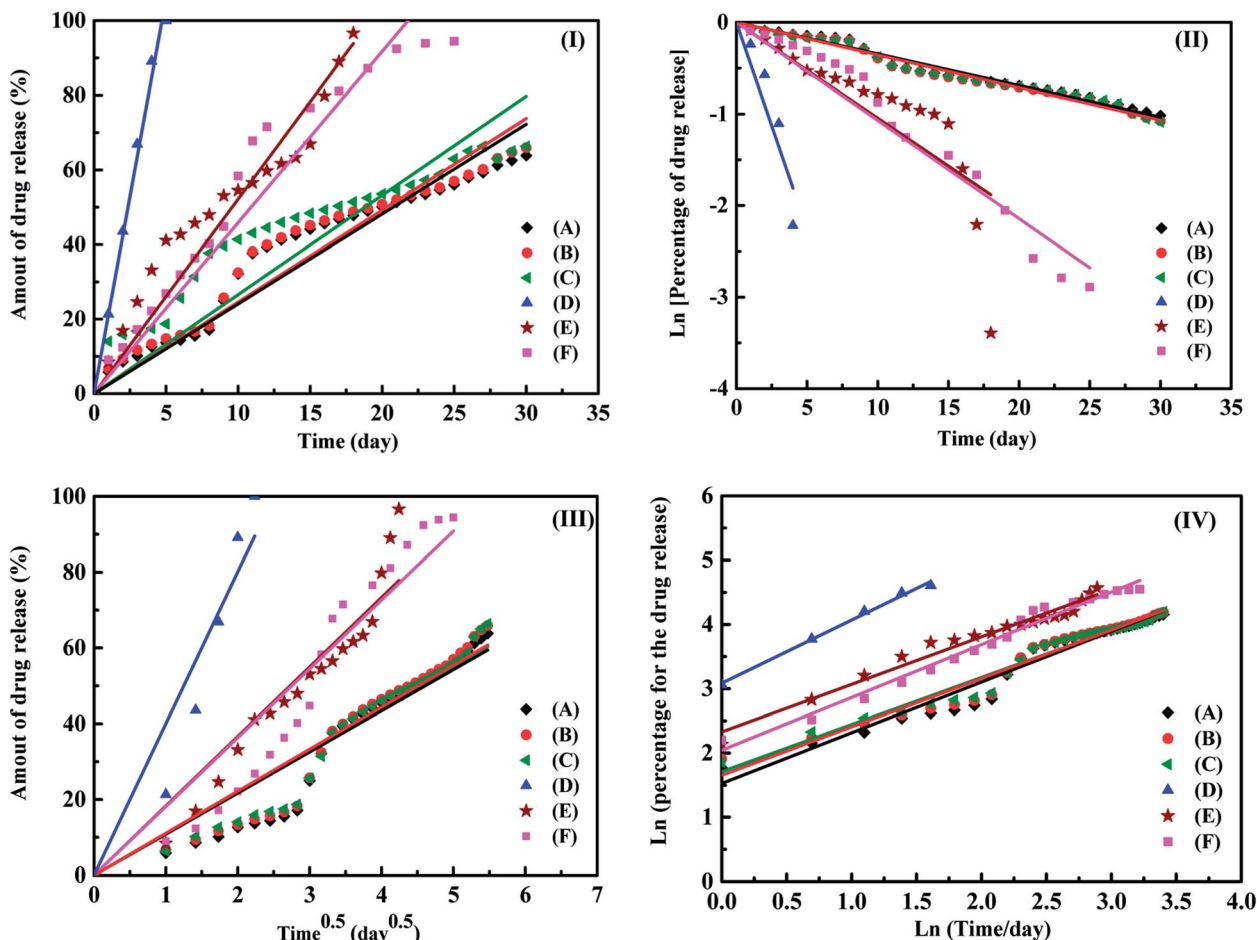 Amout of drug release (%)
100
80
60
40
20
0
(I)
(A)
(B)
(C)
(D)
(E)
(F)
0 5 10 15 20 25 30 35
Time (day)
Ln [Percentage of drug release)
0
-1
-2
-3
-4
(II)
(A)
(B)
(C)
(D)
(E)
(F)
0 5 10 15 20 25 30 35
Time (day)
Amout of drug release (%)
100
80
60
40
20
0
(III)
(A)
(B)
(C)
(D)
(E)
(F)
0 1 2 3 4 5 6 7
Time^0.5 (day^0.5)
Ln (percentage for the drug release)
6
5
4
3
2
1
0
(IV)
(A)
(B)
(C)
(D)
(E)
(F)
0.0 0.5 1.0 1.5 2.0 2.5 3.0 3.5 4.0
Ln (Time/day)